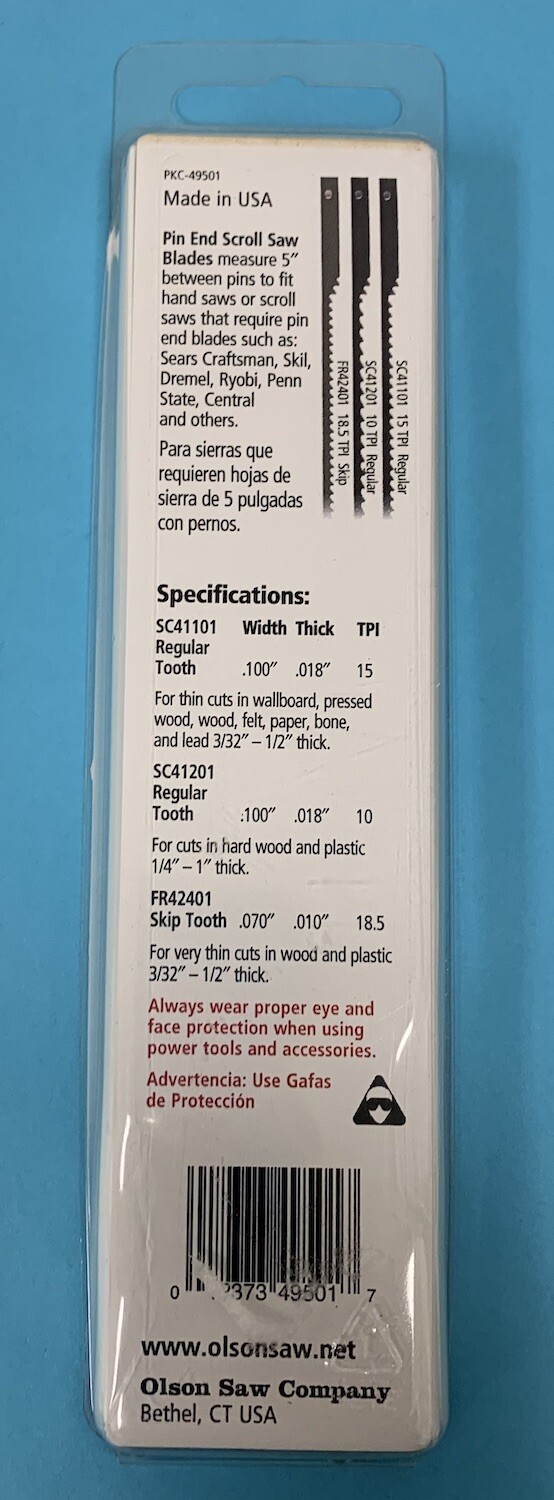 PKC-49501
Made in USA
Pin End Scroll Saw
Blades measure 5”
between pins to fit
hand saws or scroll
saws that require pin
end blades such as:
Sears Craftsman, Skil,
Dremel, Ryobi, Penn
State, Central
and others.
Para sierras que
requieren hojas de
sierra de 5 pulgadas
con pernos.
SC41101 15 TPI Regular
SC41201 10 TPI Regular
FR42401 18.5 TPI Skip
Specifications:
SC41101 Width Thick TPI
Regular
Tooth .100” .018” 15
For thin cuts in wallboard, pressed
wood, wood, felt, paper, bone,
and lead 3/32” – 1/2” thick.
SC41201
Regular
Tooth .100” .018” 10
For cuts in hard wood and plastic
1/4” – 1” thick.
FR42401
Skip Tooth .070” .010” 18.5
For very thin cuts in wood and plastic
3/32” – 1/2” thick.
Always wear proper eye and
face protection when using
power tools and accessories.
Advertencia: Use Gafas
de Protección
0 49501 7
www.olsonsaw.net
Olson Saw Company
Bethel, CT USA